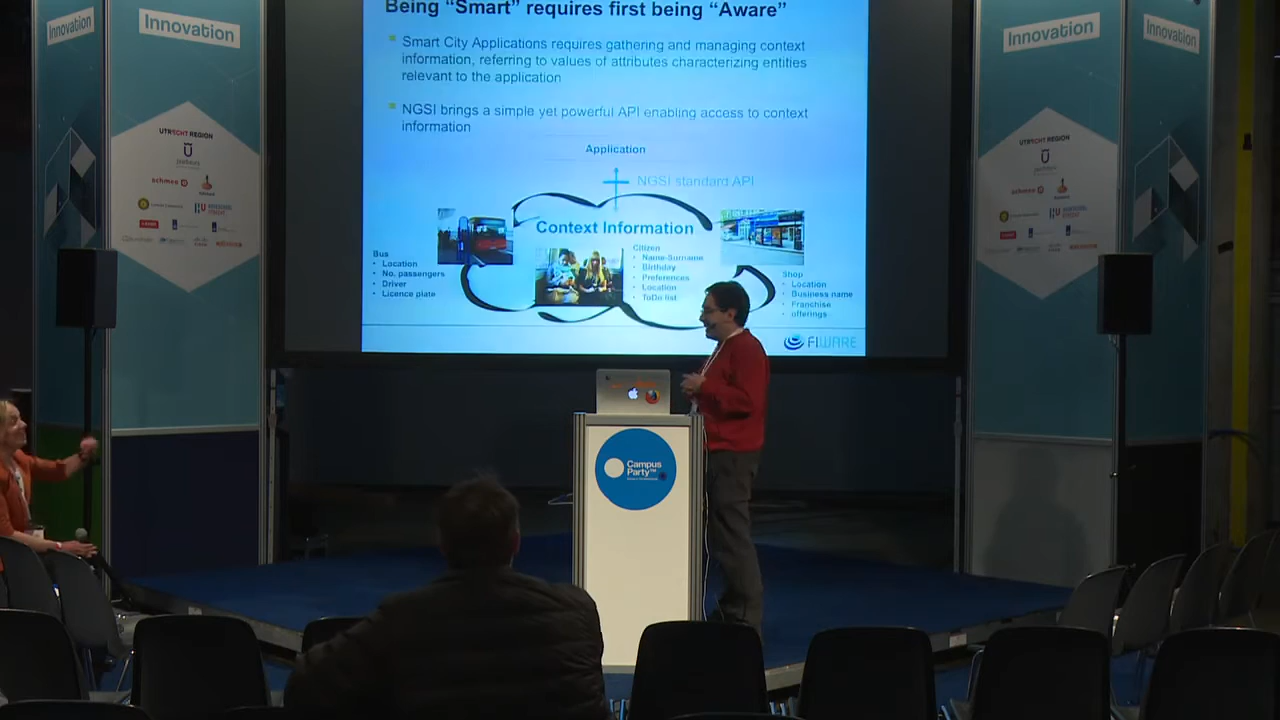 Being “Smart” requires first being “Aware”
Smart City Applications requires gathering and managing context
information, referring to values of attributes characterizing entities
relevant to the application
NGSI brings a simple yet powerful API enabling access to context
information
Application
NGSI standard API
Context Information
Bus
Location
No. passengers
Driver
Licence plate
Citizen
Name-Surname
Birthday
Preferences
Location
ToDo list
Shop
Location
Business name
Franchise
offerings
FIWARE
Innovation
Innovation
Innovation
Innovation
UTRECHT REGION
UTRECHT REGION
Campus
Party™